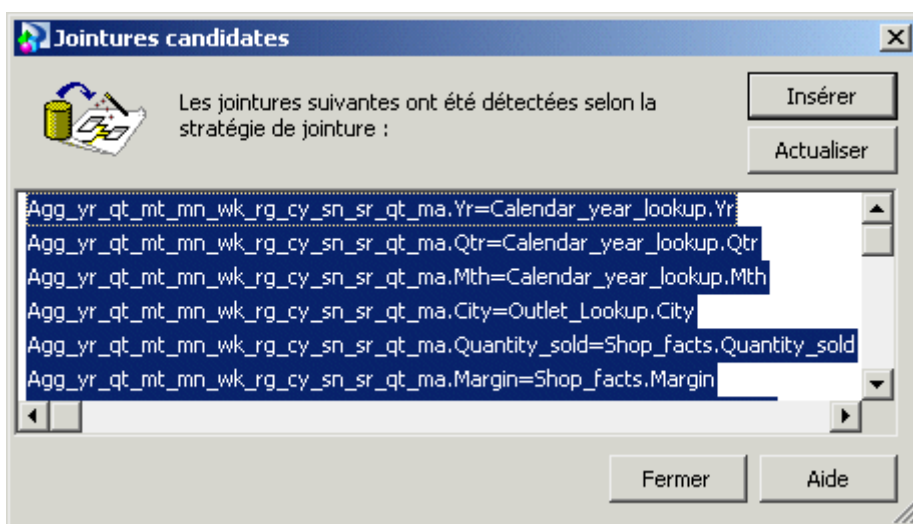 Jointures candidates
Les jointures suivantes ont été détectées selon la
stratégie de jointure :
Insérer
Actualiser
Agg_yr_qt_mt_mn_wk_rg_cy_sn_sr_qt_ma.Yr=Calendar_year_lookup.Yr
Agg_yr_qt_mt_mn_wk_rg_cy_sn_sr_qt_ma.Qtr=Calendar_year_lookup.Qtr
Agg_yr_qt_mt_mn_wk_rg_cy_sn_sr_qt_ma.Mth=Calendar_year_lookup.Mth
Agg_yr_qt_mt_mn_wk_rg_cy_sn_sr_qt_ma.City=Outlet_Lookup.City
Agg_yr_qt_mt_mn_wk_rg_cy_sn_sr_qt_ma.Quantity_sold=Shop_facts.Quantity_sold
Agg_yr_qt_mt_mn_wk_rg_cy_sn_sr_qt_ma.Margin=Shop_facts.Margin
Fermer
Aide